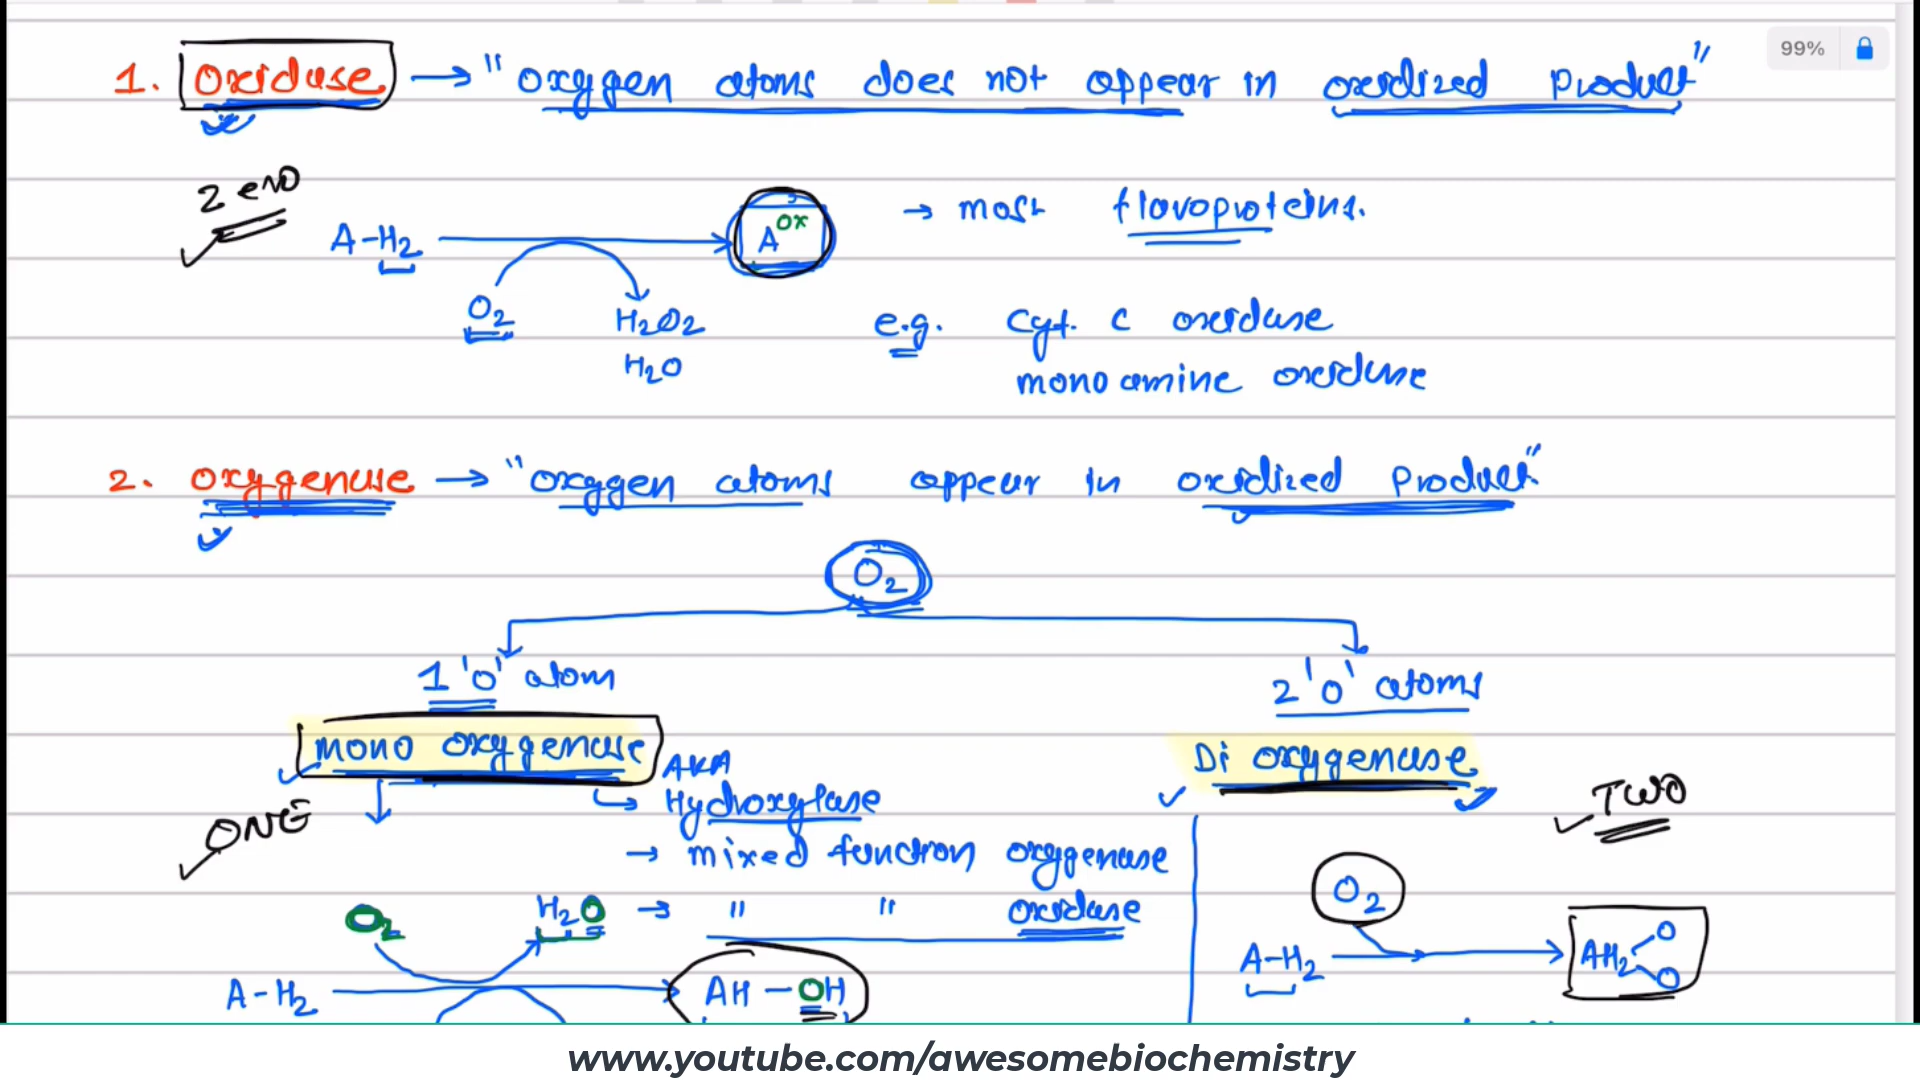 99%
1. Oxidase → "oxygen atoms does not appear in oxidized product"
2 eno
A-H2 → A ox → most flavoproteins.
O2 H2O2 e.g. Cyt. c oxidase
H2O mono amine oxidase
2. oxygenase → "oxygen atoms appear in oxidized product"
O2
1 'O' atom 2 'O' atoms
mono oxygenase Di oxygenase
AKA
ONE Hydroxylase TWO
→ mixed function oxygenase
O2 H2O → " " oxidase O2
A-H2 → AH-OH A-H2 → AH2 O O
www.youtube.com/awesomebiochemistry